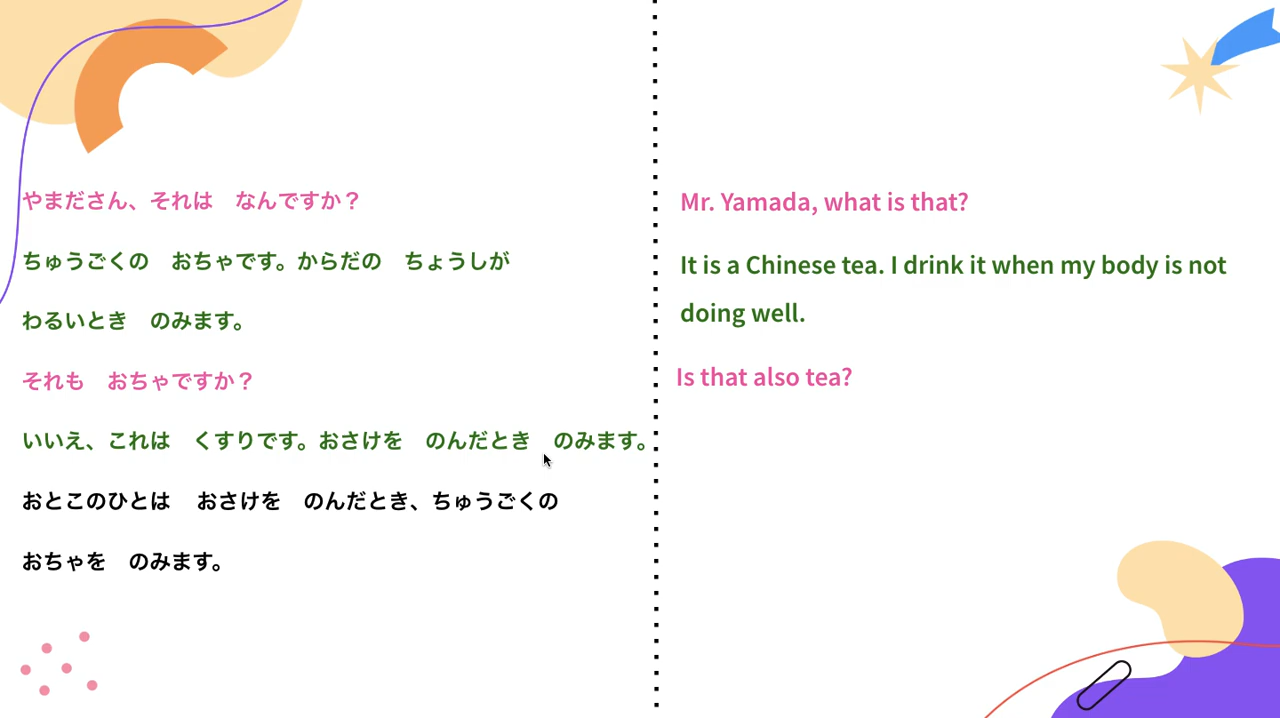 やまださん、それは　なんですか？
ちゅうごくの　おちゃです。からだの　ちょうしが
わるいとき　のみます。
それも　おちゃですか？
いいえ、これは　くすりです。おさけを　のんだとき　のみます。
おとこのひとは　おさけを　のんだとき、ちゅうごくの
おちゃを　のみます。
Mr. Yamada, what is that?
It is a Chinese tea. I drink it when my body is not
doing well.
Is that also tea?